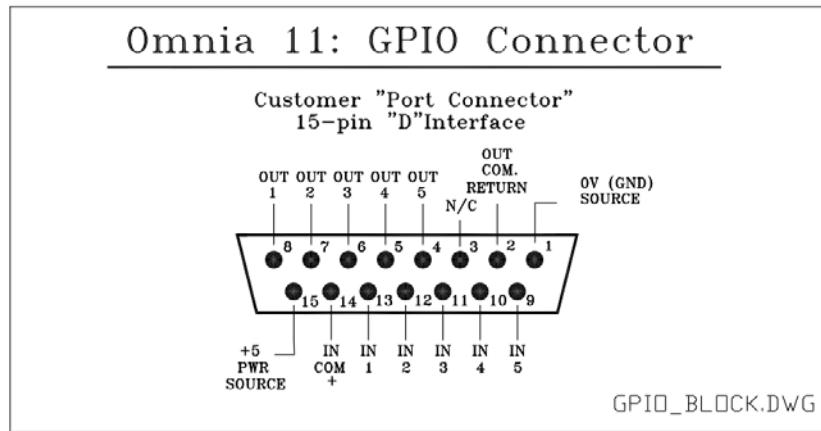 Omnia 11: GPIO Connector
Customer "Port Connector"
15-pin "D"Interface
OUT 1
OUT 2
OUT 3
OUT 4
OUT 5
N/C
OUT COM. RETURN
0V (GND) SOURCE
8 7 6 5 4 3 2 1
15 14 13 12 11 10 9
+5 PWR SOURCE
IN COM +
IN 1
IN 2
IN 3
IN 4
IN 5
GPIO_BLOCK.DWG